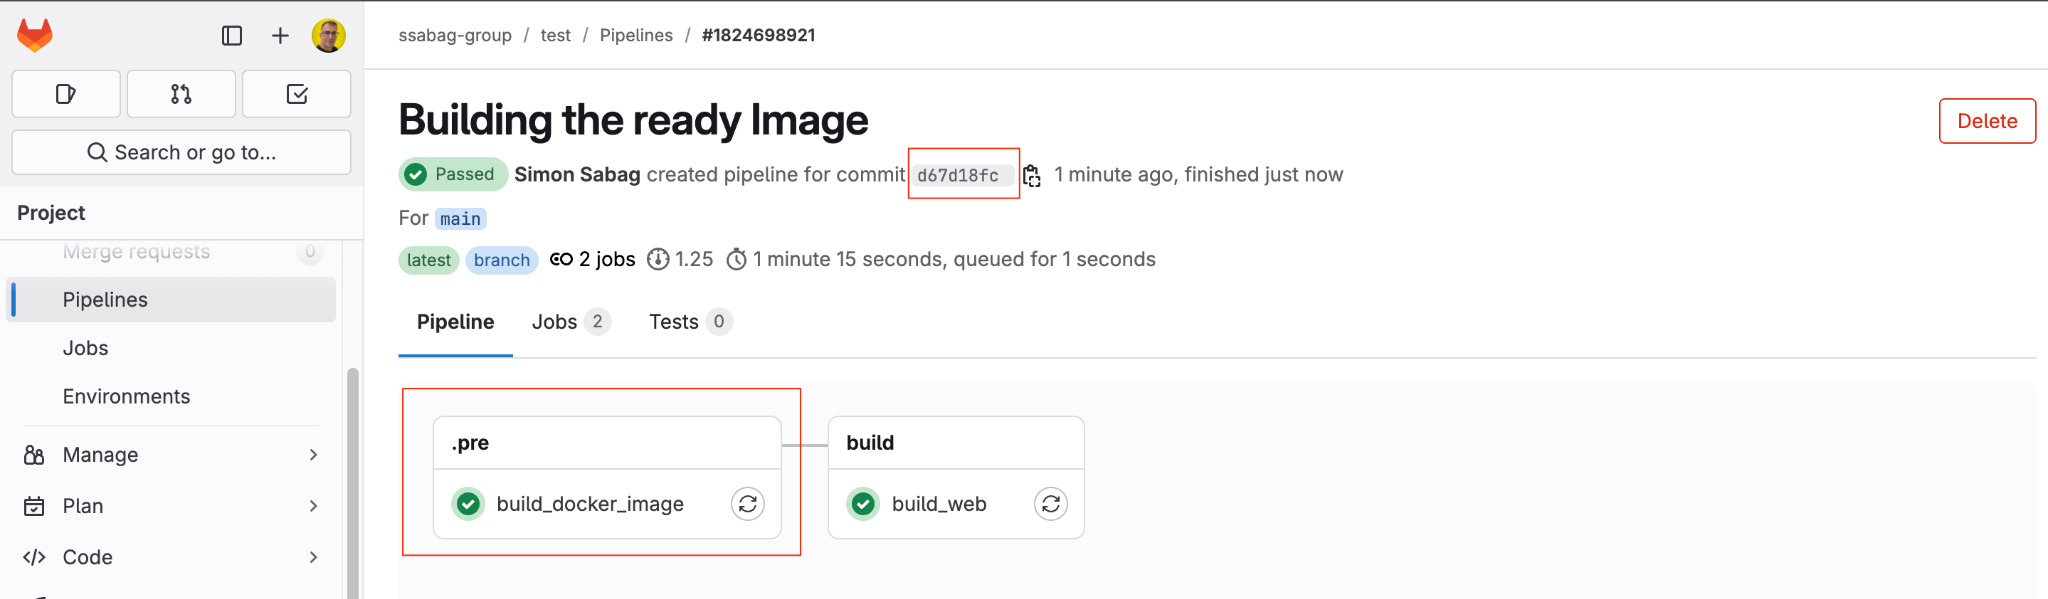 ssabag-group / test / Pipelines / #1824698921
Search or go to...
Project
Merge requests 0
Pipelines
Jobs
Environments
Manage
Plan
Code
Building the ready Image
Delete
Passed Simon Sabag created pipeline for commit d67d18fc 1 minute ago, finished just now
For main
latest branch 2 jobs 1.25 1 minute 15 seconds, queued for 1 seconds
Pipeline Jobs 2 Tests 0
.pre
build_docker_image
build
build_web